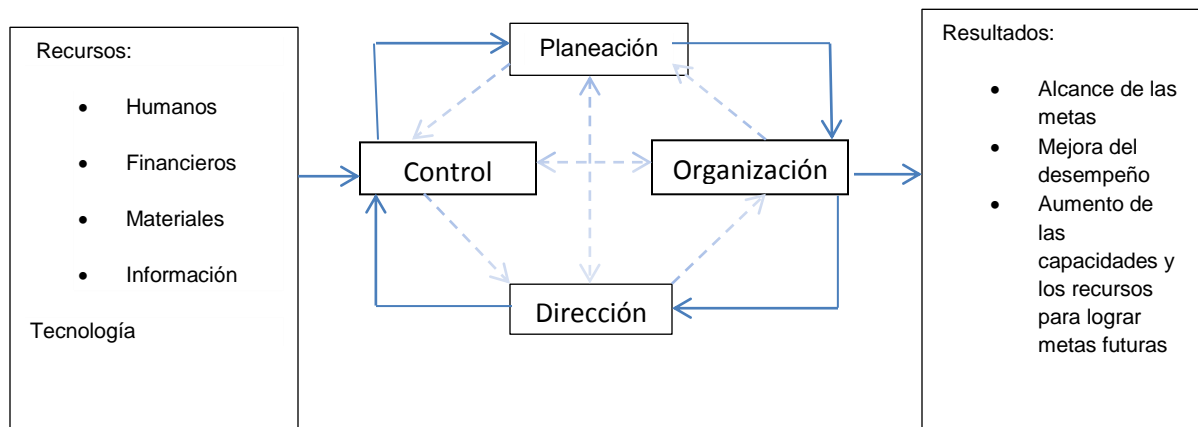 Recursos:
• Humanos
• Financieros
• Materiales
• Información
Tecnología
Planeación
Control
Organización
Dirección
Resultados:
• Alcance de las
metas
• Mejora del
desempeño
• Aumento de
las
capacidades y
los recursos
para lograr
metas futuras